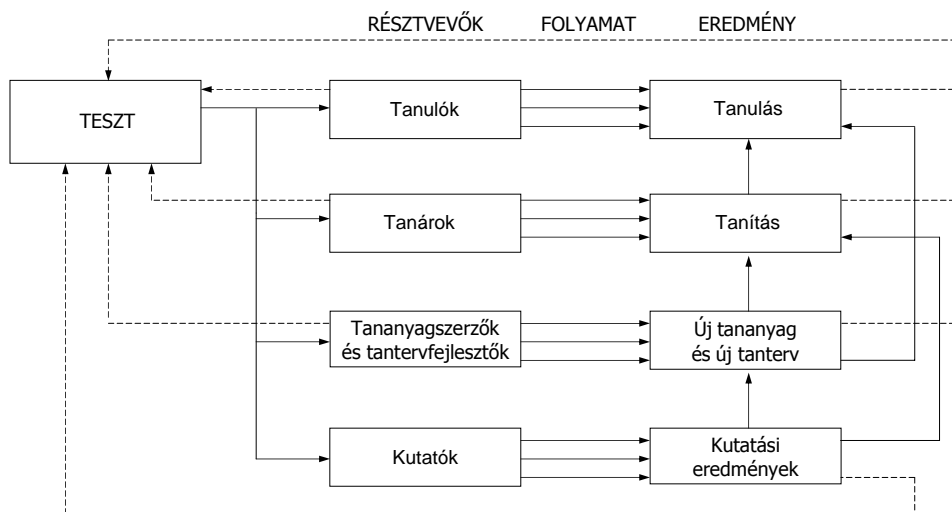 RÉSZTVEVŐK FOLYAMAT EREDMÉNY
TESZT
Tanulók
Tanulás
Tanárok
Tanítás
Tananyagszerzők
és tantervfejlesztők
Új tananyag
és új tanterv
Kutatók
Kutatási
eredmények